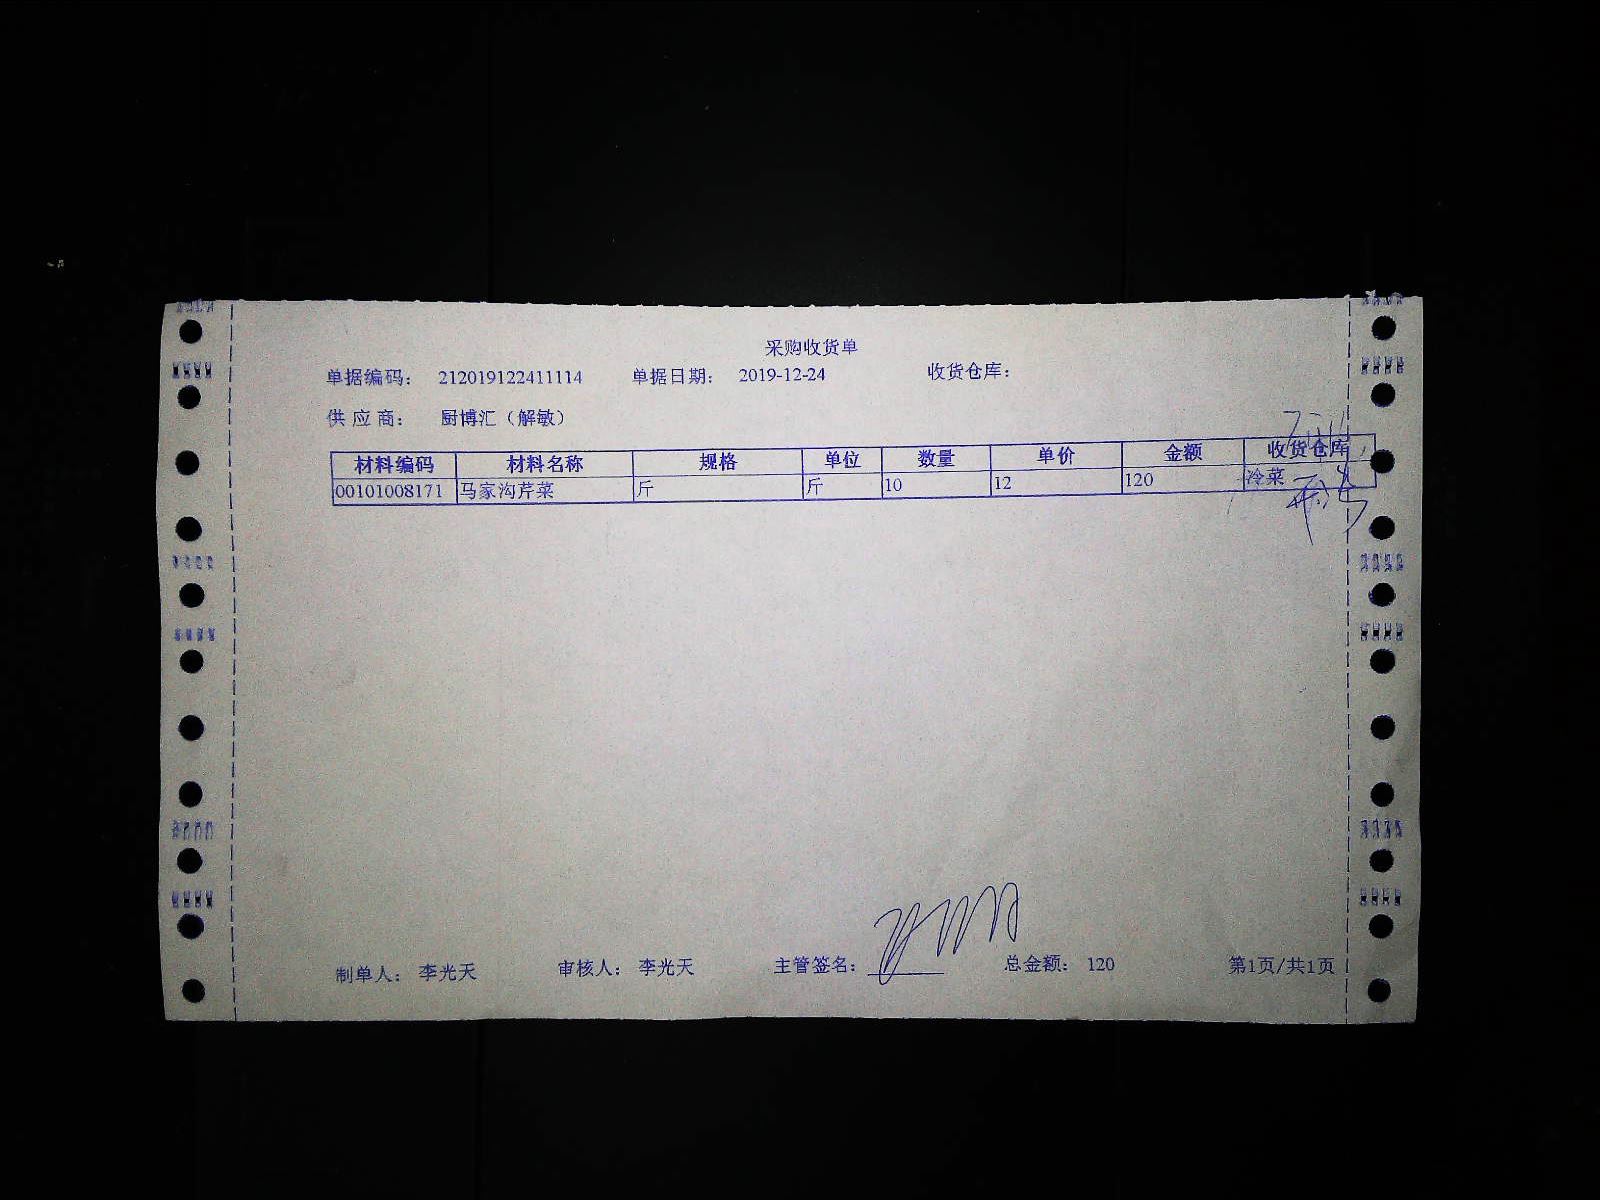 采购收货单
单据编码： 212019122411114 单据日期： 2019-12-24 收货仓库：
供 应 商： 厨博汇（解敏）
材料编码 材料名称 规格 单位 数量 单价 金额 收货仓库
00101008171 马家沟芹菜 斤 斤 10 12 120 冷菜
制单人： 李光天 审核人： 李光天 主管签名： 总金额： 120 第1页/共1页